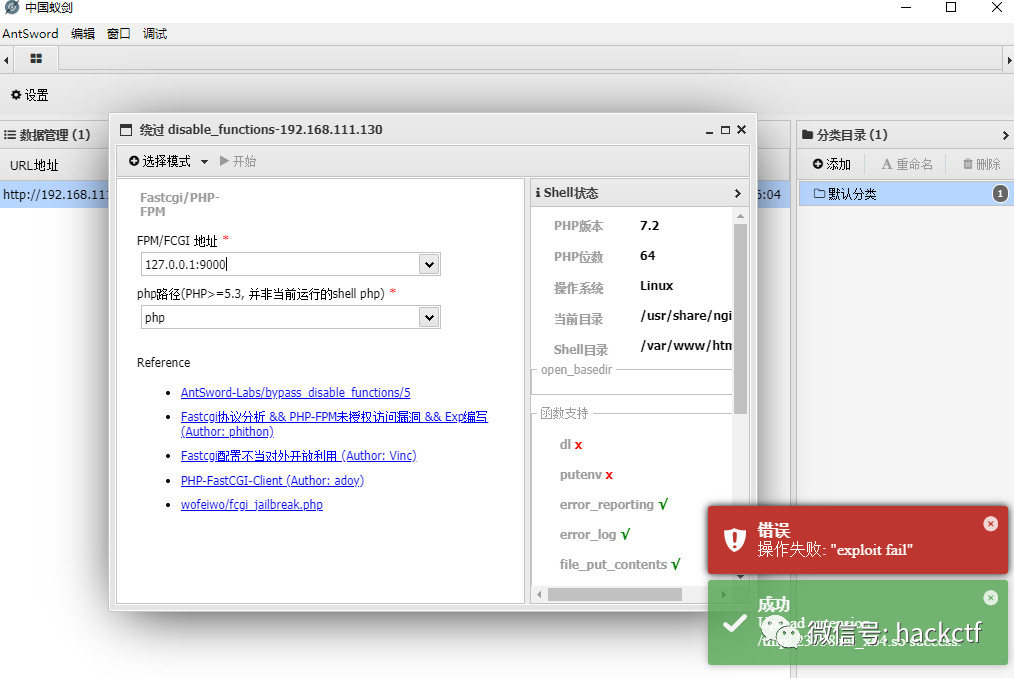 中国蚁剑
AntSword 编辑 窗口 调试
设置
数据管理 (1)
URL地址
http://192.168.11
6:04
绕过 disable_functions-192.168.111.130
选择模式 开始
Fastcgi/PHP-
FPM
FPM/FCGI 地址 *
127.0.0.1:9000
php路径(PHP>=5.3, 并非当前运行的shell php) *
php
Reference
AntSword-Labs/bypass_disable_functions/5
Fastcgi协议分析 && PHP-FPM未授权访问漏洞 && Exp编写
(Author: phithon)
Fastcgi配置不当对外开放利用 (Author: Vinc)
PHP-FastCGI-Client (Author: adoy)
wofeiwo/fcgi_jailbreak.php
Shell状态
PHP版本 7.2
PHP位数 64
操作系统 Linux
当前目录 /usr/share/ngi
Shell目录 /var/www/htm
open_basedir
函数支持
dl x
putenv x
error_reporting √
error_log √
file_put_contents √
分类目录 (1)
添加 重命名 删除
默认分类 1
错误
操作失败: "exploit fail"
成功
success.
微信号: hackctf